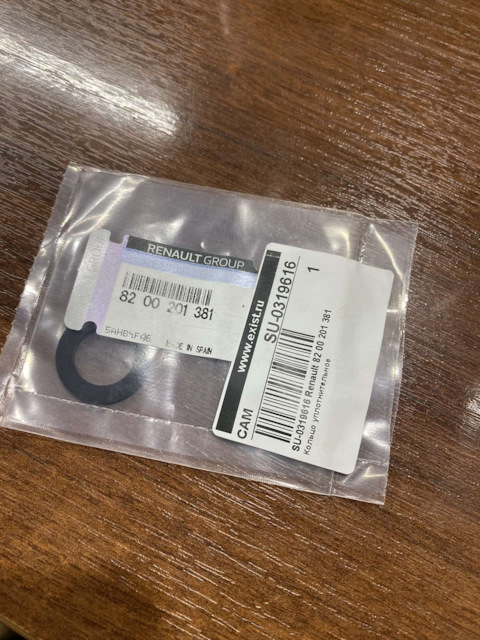 RENAULT GROUP
82 00 201 381
MADE IN SPAIN
www.exist.ru
SU-0319616
1
CAM
SU-0319616 Renault 82 00 201 381
Кольцо уплотнительное